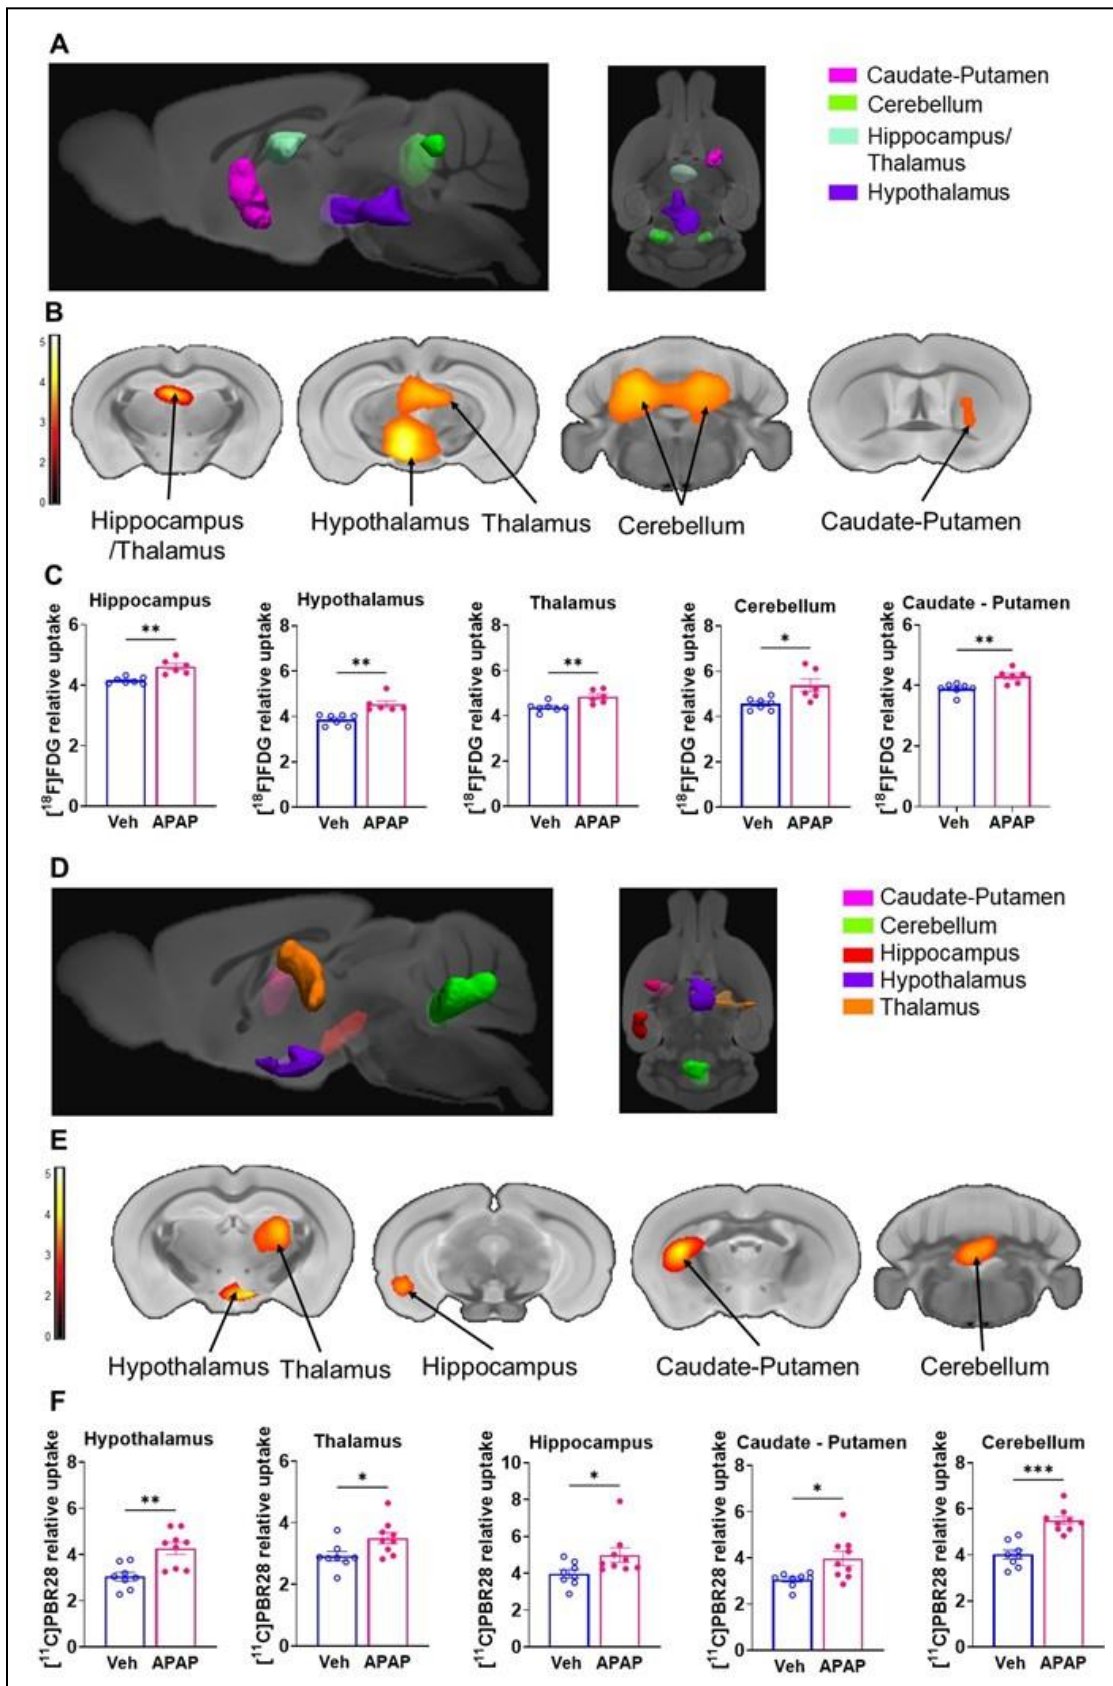 A
Caudate-Putamen
Cerebellum
Hippocampus/
Thalamus
Hypothalamus
B
5
4
3
2
0
Hippocampus
/Thalamus
Hypothalamus
Thalamus
Cerebellum
Caudate-Putamen
C
Hippocampus
[¹⁸F]FDG relative uptake
6
4
2
0
**
Veh APAP
Hypothalamus
[¹⁸F]FDG relative uptake
8
6
4
2
0
**
Veh APAP
Thalamus
[¹⁸F]FDG relative uptake
8
6
4
2
0
**
Veh APAP
Cerebellum
[¹⁸F]FDG relative uptake
8
6
4
2
0
*
Veh APAP
Caudate - Putamen
[¹⁸F]FDG relative uptake
6
4
2
0
**
Veh APAP
D
Caudate-Putamen
Cerebellum
Hippocampus
Hypothalamus
Thalamus
E
5
4
3
2
0
Hypothalamus
Thalamus
Hippocampus
Caudate-Putamen
Cerebellum
F
Hypothalamus
[¹¹C]PBR28 relative uptake
8
6
4
2
0
**
Veh APAP
Thalamus
[¹¹C]PBR28 relative uptake
6
4
2
0
*
Veh APAP
Hippocampus
[¹¹C]PBR28 relative uptake
10
8
6
4
2
0
*
Veh APAP
Caudate - Putamen
[¹¹C]PBR28 relative uptake
8
6
4
2
0
*
Veh APAP
Cerebellum
[¹¹C]PBR28 relative uptake
8
6
4
2
0
***
Veh APAP